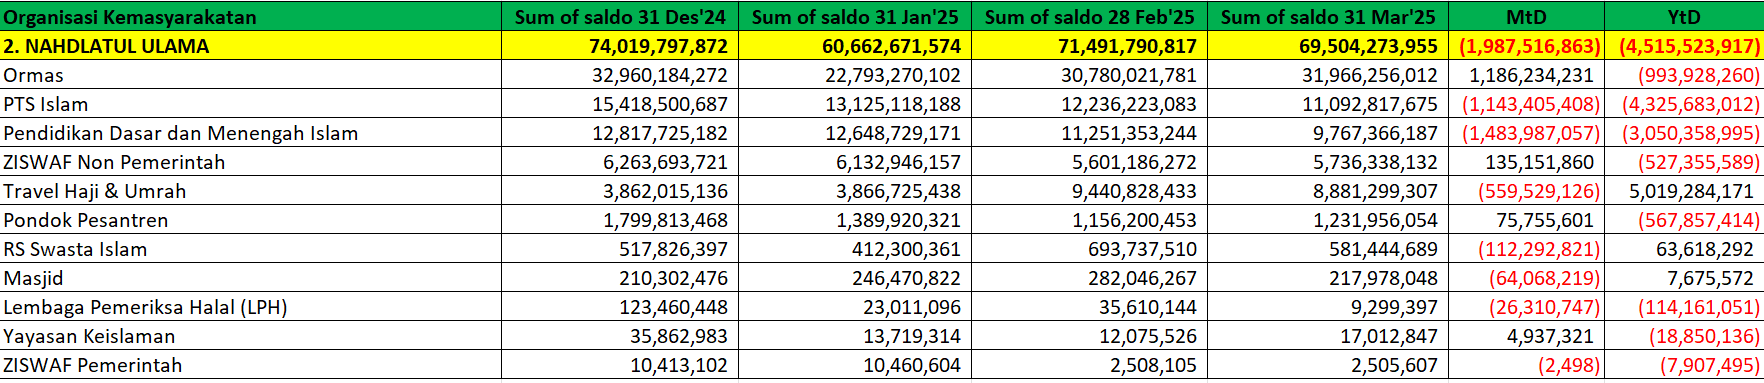 Organisasi Kemasyarakatan Sum of saldo 31 Des'24 Sum of saldo 31 Jan'25 Sum of saldo 28 Feb'25 Sum of saldo 31 Mar'25 MtD YtD
2. NAHDLATUL ULAMA 74,019,797,872 60,662,671,574 71,491,790,817 69,504,273,955 (1,987,516,863) (4,515,523,917)
Ormas 32,960,184,272 22,793,270,102 30,780,021,781 31,966,256,012 1,186,234,231 (993,928,260)
PTS Islam 15,418,500,687 13,125,118,188 12,236,223,083 11,092,817,675 (1,143,405,408) (4,325,683,012)
Pendidikan Dasar dan Menengah Islam 12,817,725,182 12,648,729,171 11,251,353,244 9,767,366,187 (1,483,987,057) (3,050,358,995)
ZISWAF Non Pemerintah 6,263,693,721 6,132,946,157 5,601,186,272 5,736,338,132 135,151,860 (527,355,589)
Travel Haji & Umrah 3,862,015,136 3,866,725,438 9,440,828,433 8,881,299,307 (559,529,126) 5,019,284,171
Pondok Pesantren 1,799,813,468 1,389,920,321 1,156,200,453 1,231,956,054 75,755,601 (567,857,414)
RS Swasta Islam 517,826,397 412,300,361 693,737,510 581,444,689 (112,292,821) 63,618,292
Masjid 210,302,476 246,470,822 282,046,267 217,978,048 (64,068,219) 7,675,572
Lembaga Pemeriksa Halal (LPH) 123,460,448 23,011,096 35,610,144 9,299,397 (26,310,747) (114,161,051)
Yayasan Keislaman 35,862,983 13,719,314 12,075,526 17,012,847 4,937,321 (18,850,136)
ZISWAF Pemerintah 10,413,102 10,460,604 2,508,105 2,505,607 (2,498) (7,907,495)